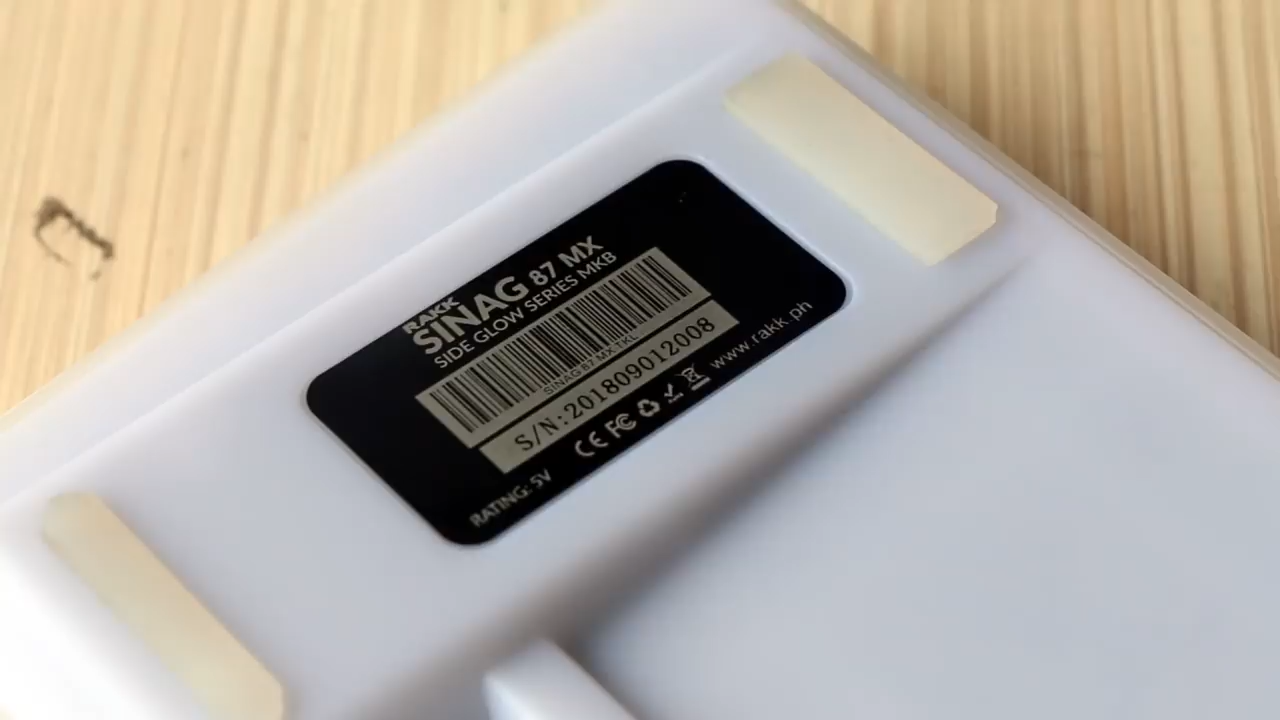 RAKK
SINAG 87 MX
SIDE GLOW SERIES MKB
SINAG 87 MX TKL
S/N:201809012008
RATING: 5V
CE FC
www.rakk.ph